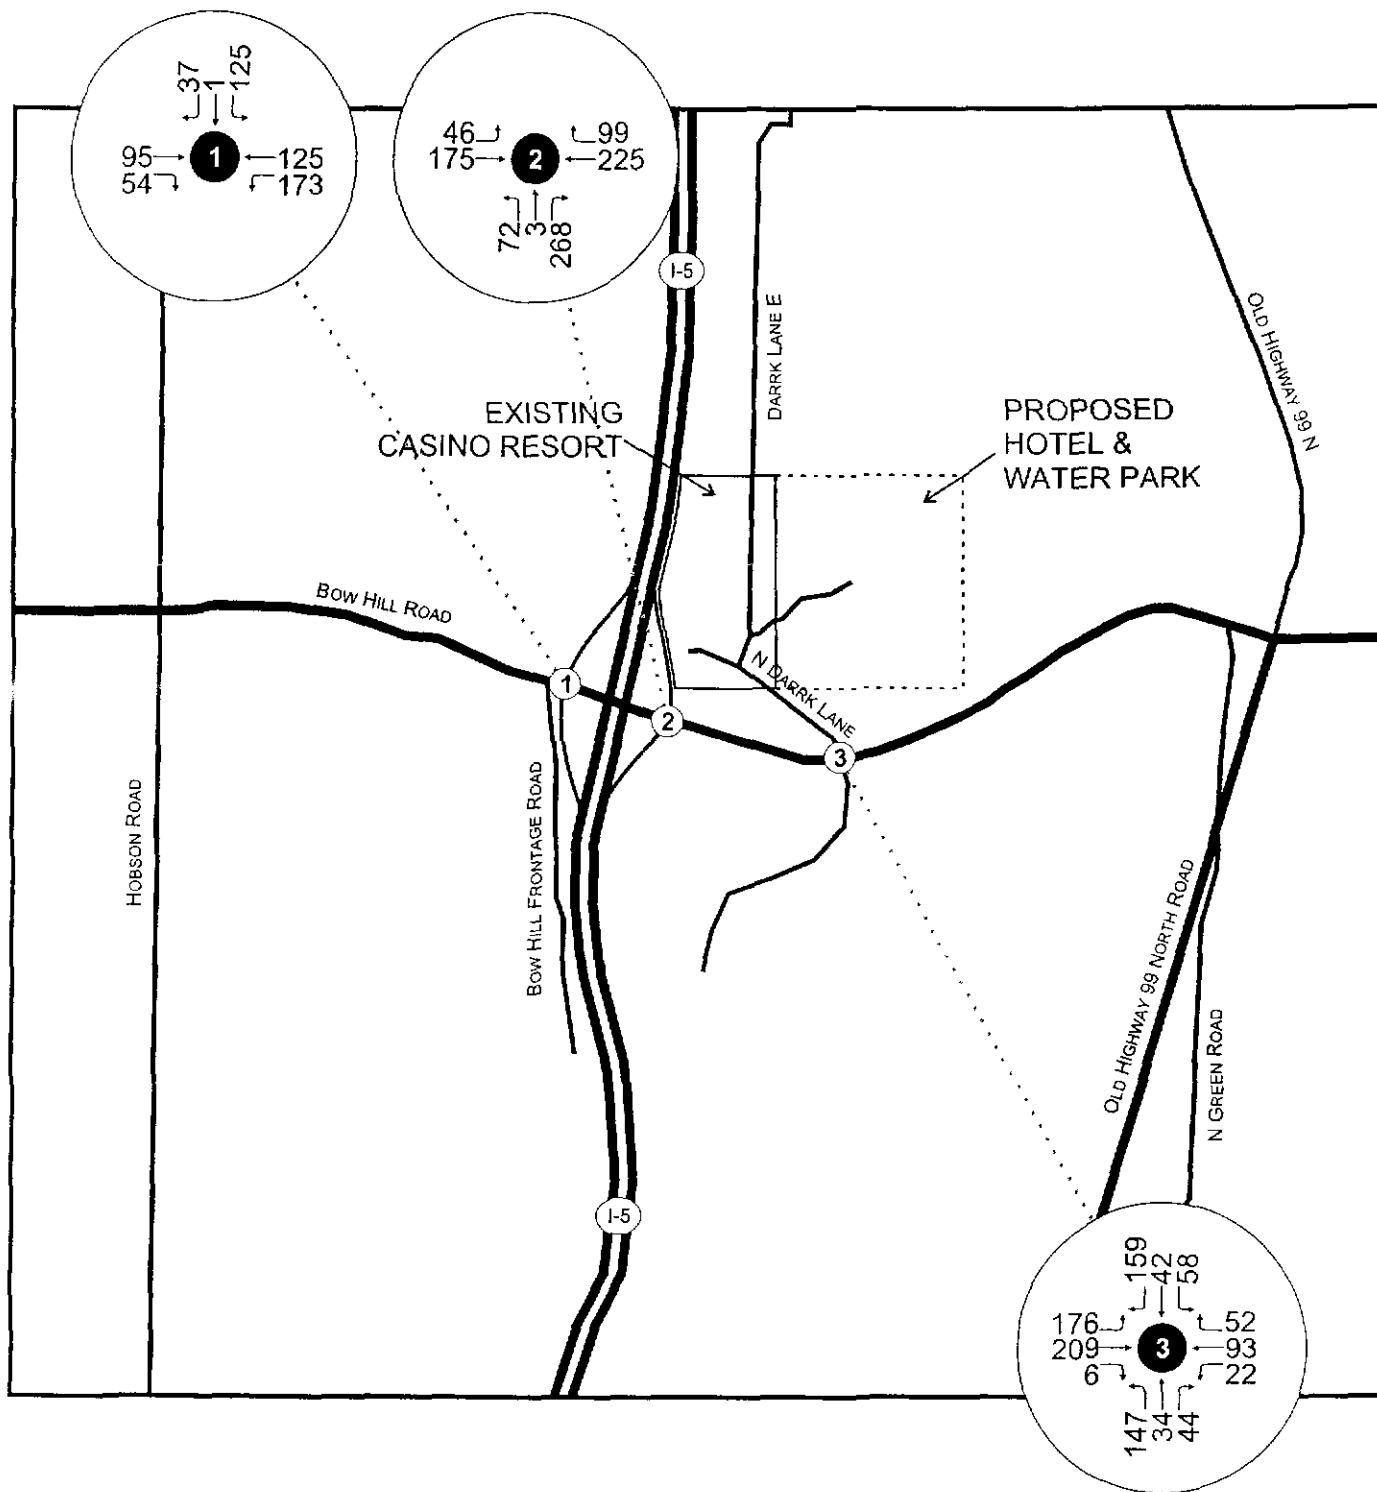 37 1 125
95 1 125
54 173
46 99
175 2 225
72 3 268
I-5
DARRK LANE E
OLD HIGHWAY 99 N
EXISTING
CASINO RESORT
PROPOSED
HOTEL &
WATER PARK
BOW HILL ROAD
N DARRK LANE
1
2
3
HOBSON ROAD
BOW HILL FRONTAGE ROAD
OLD HIGHWAY 99 NORTH ROAD
N GREEN ROAD
I-5
159 42 58
176 52
209 3 93
6 22
147 34 44